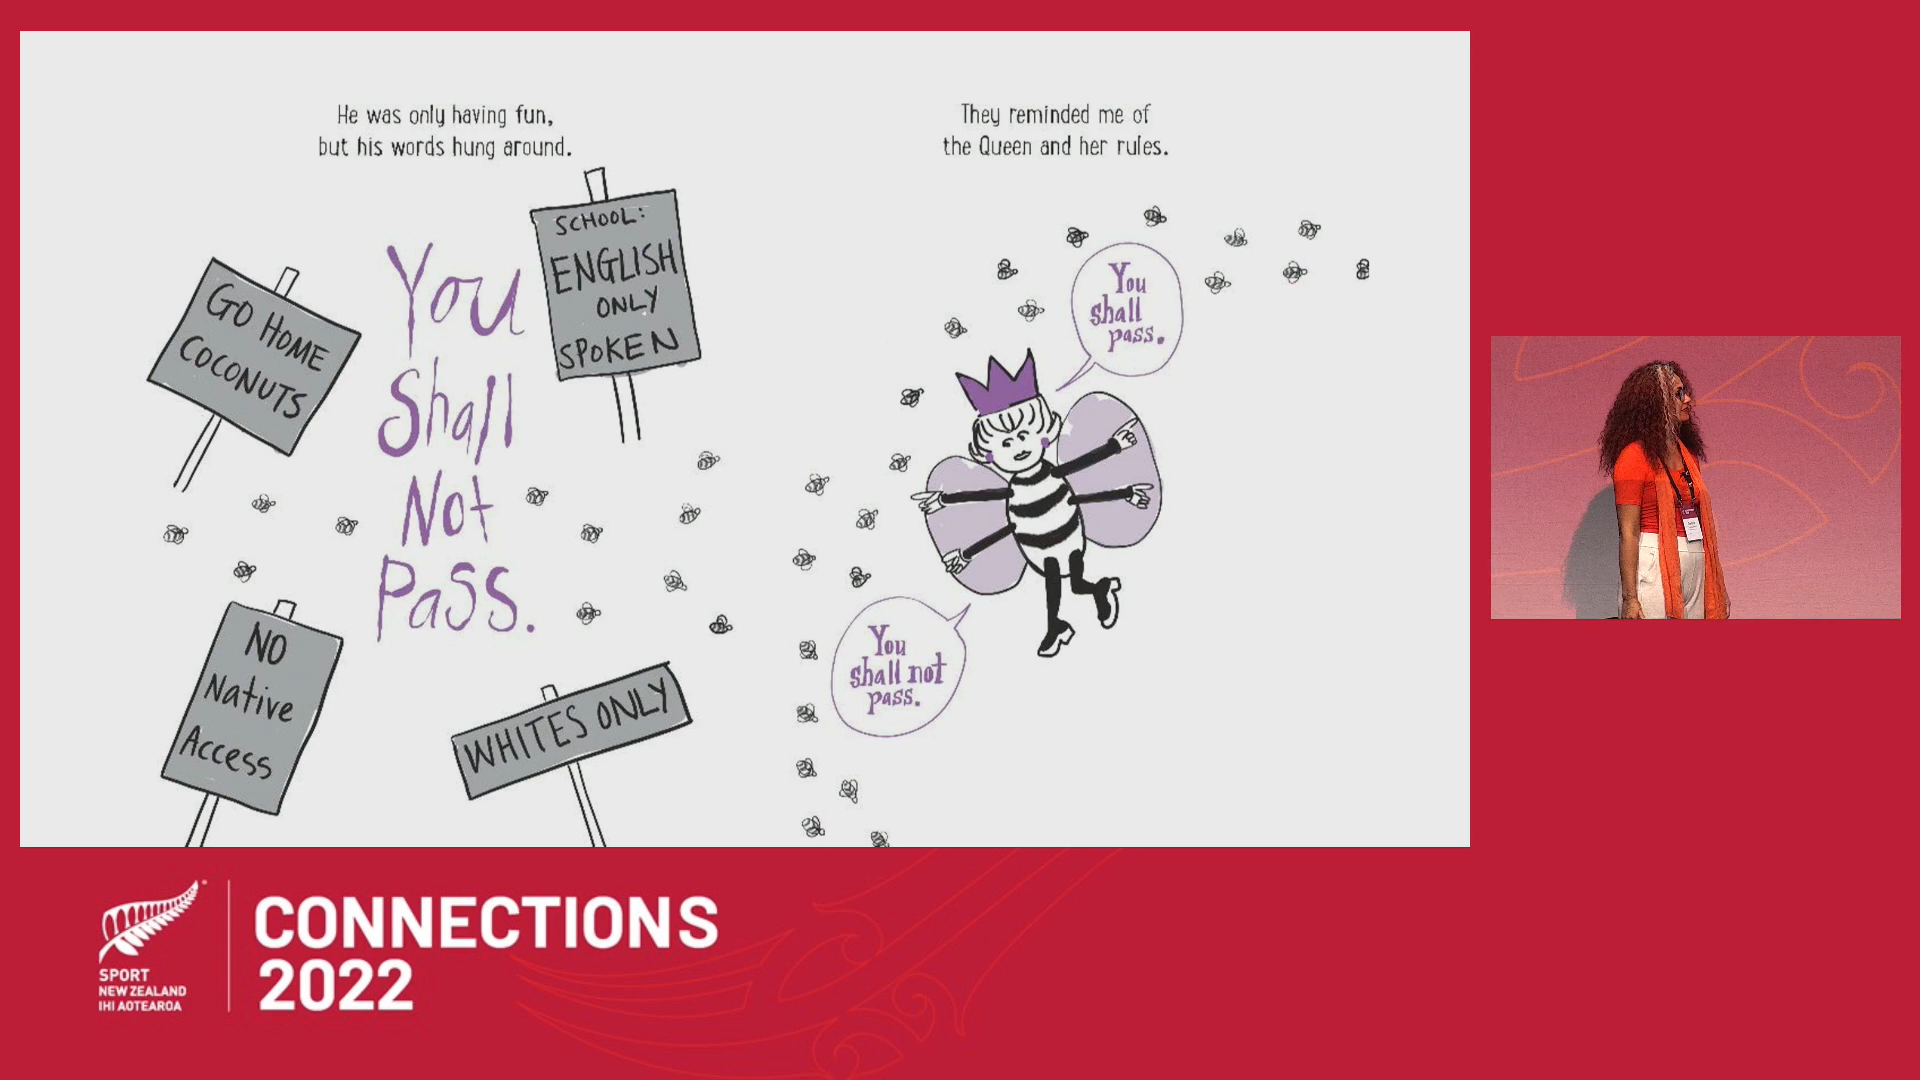 He was only having fun,
but his words hung around.
They reminded me of
the Queen and her rules.
GO HOME
COCONUTS
You
Shall
Not
Pass.
SCHOOL:
ENGLISH
ONLY
SPOKEN
NO
Native
Access
WHITES ONLY
You
shall
pass.
You
shall not
pass.
SPORT
NEW ZEALAND
IHI AOTEAROA
CONNECTIONS
2022